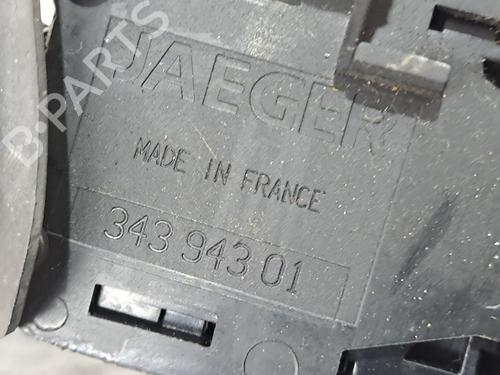 JAEGER
MADE IN FRANCE
343 943 01
B-PARTS